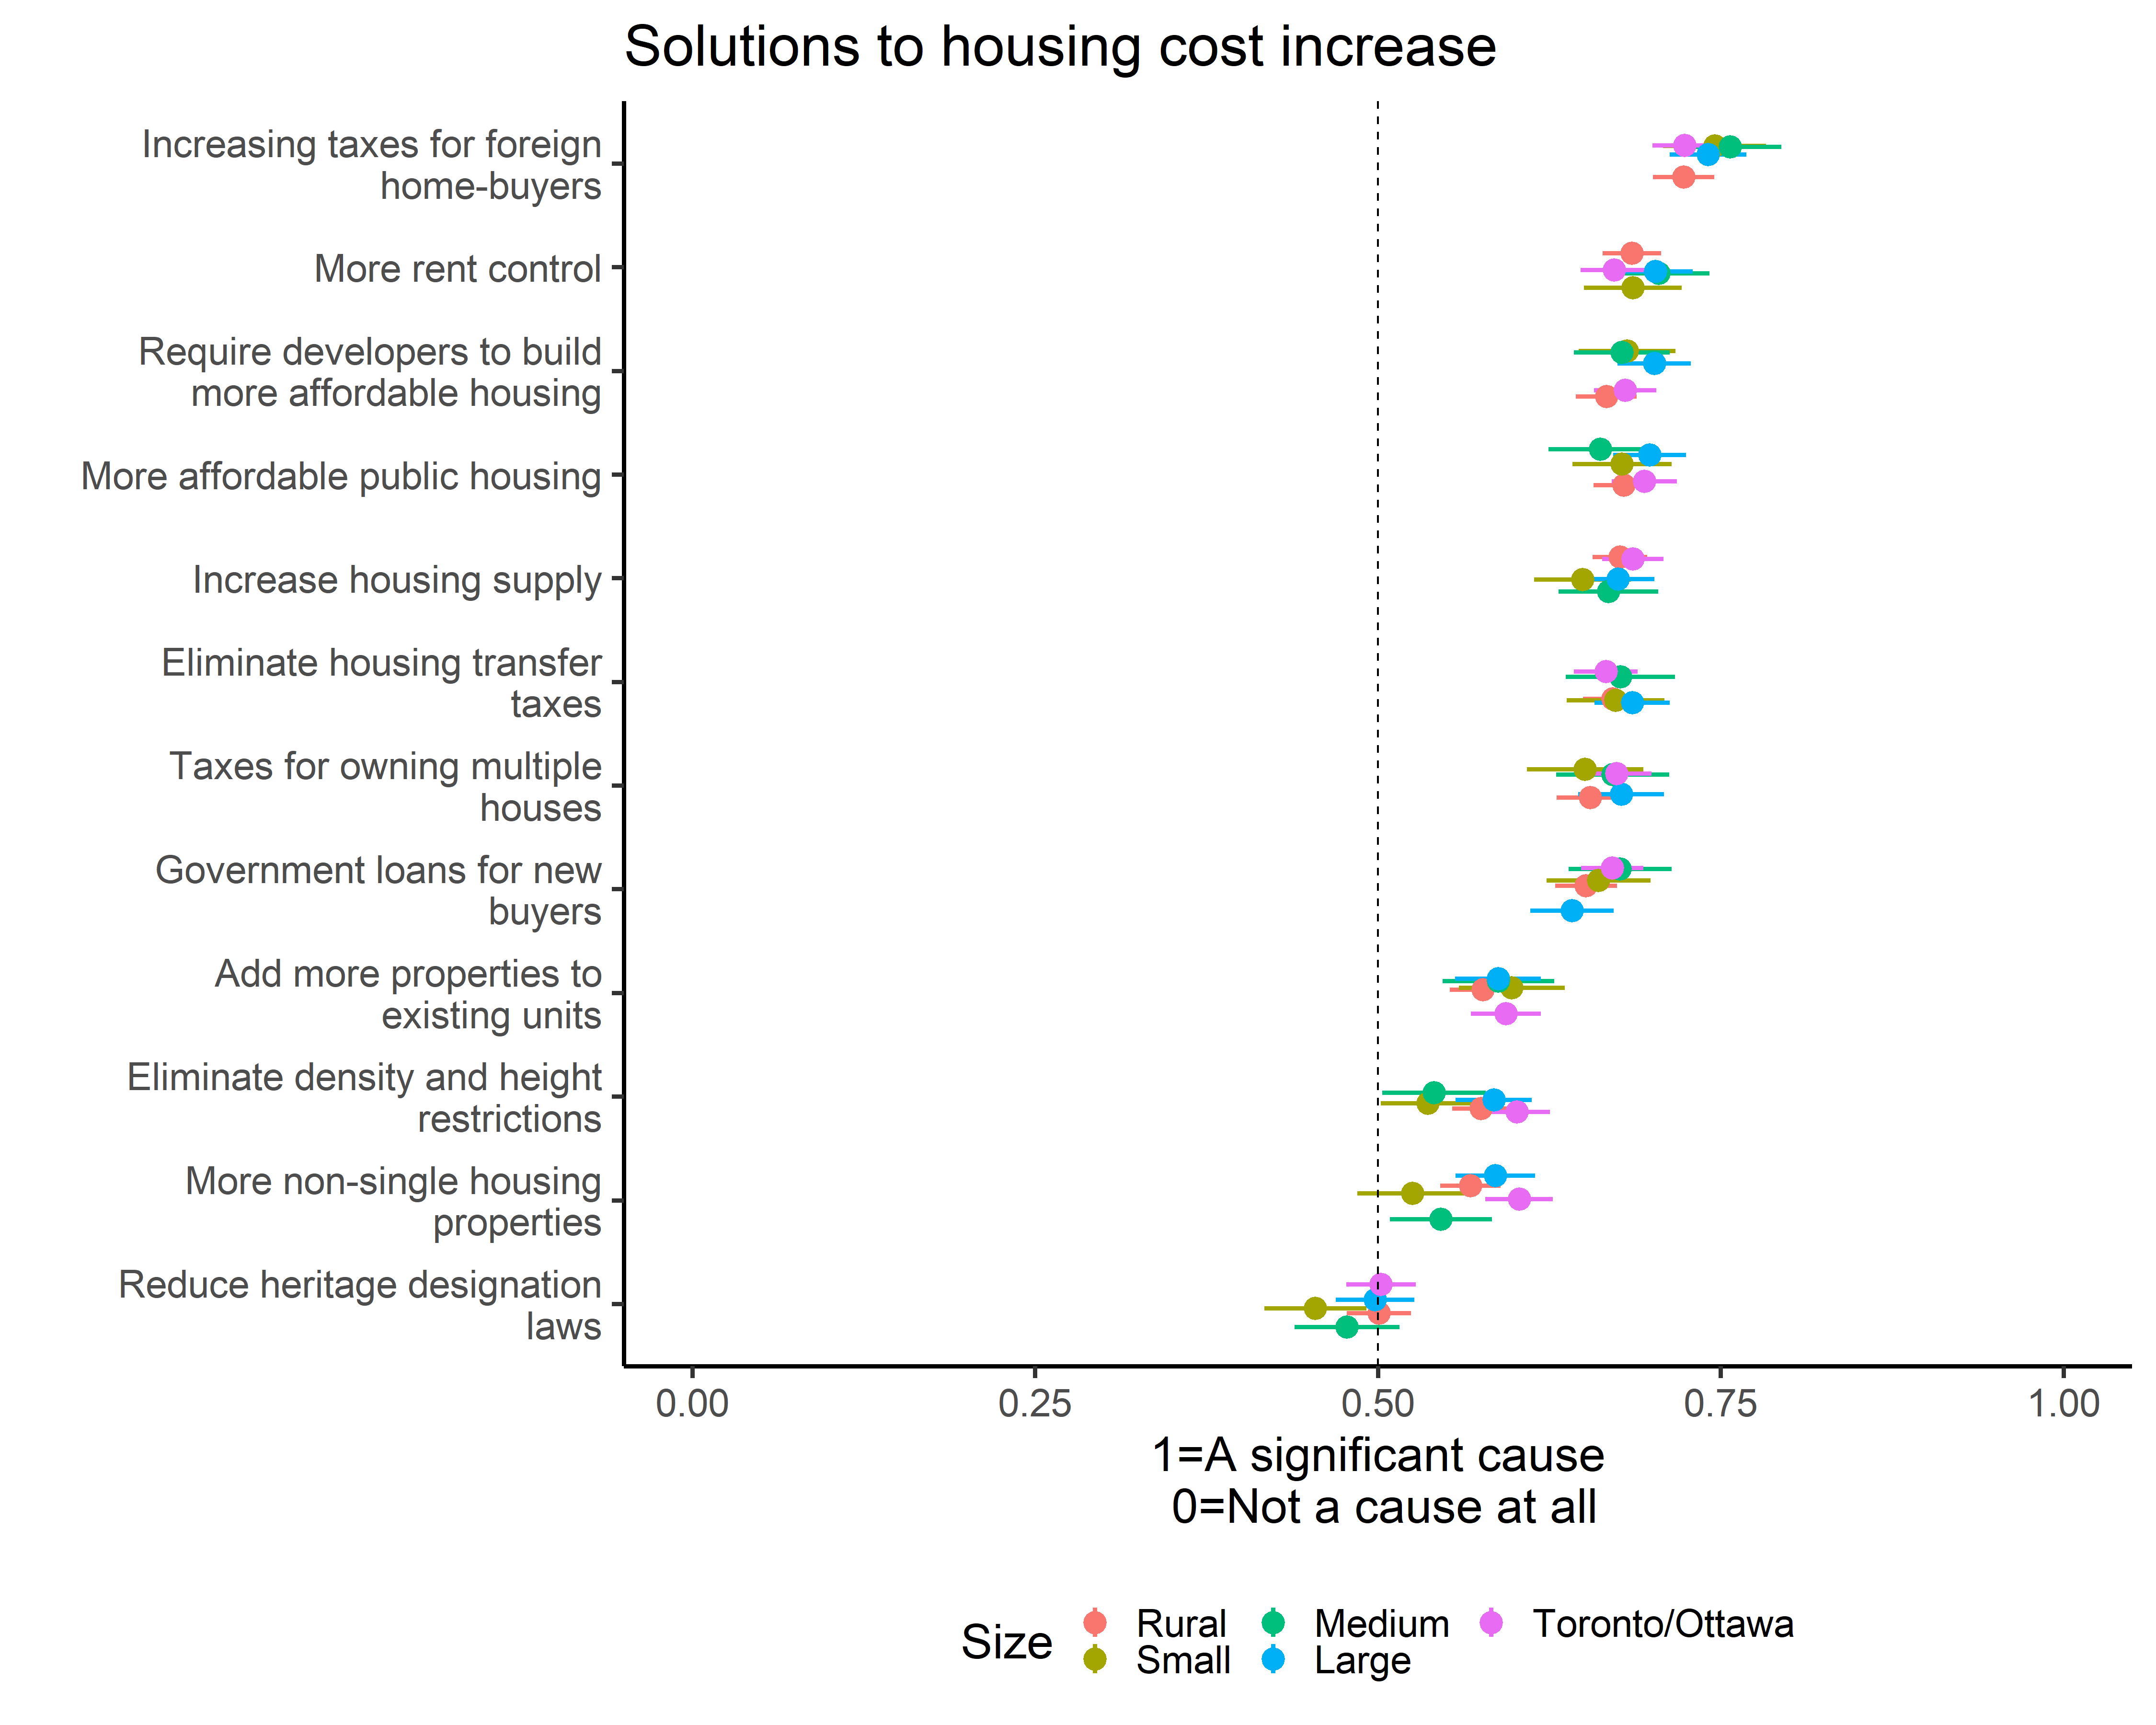 Solutions to housing cost increase
Increasing taxes for foreign
home-buyers
More rent control
Require developers to build
more affordable housing
More affordable public housing
Increase housing supply
Eliminate housing transfer
taxes
Taxes for owning multiple
houses
Government loans for new
buyers
Add more properties to
existing units
Eliminate density and height
restrictions
More non-single housing
properties
Reduce heritage designation
laws
0.00 0.25 0.50 0.75 1.00
1=A significant cause
0=Not a cause at all
Size
Rural Medium Toronto/Ottawa
Small Large